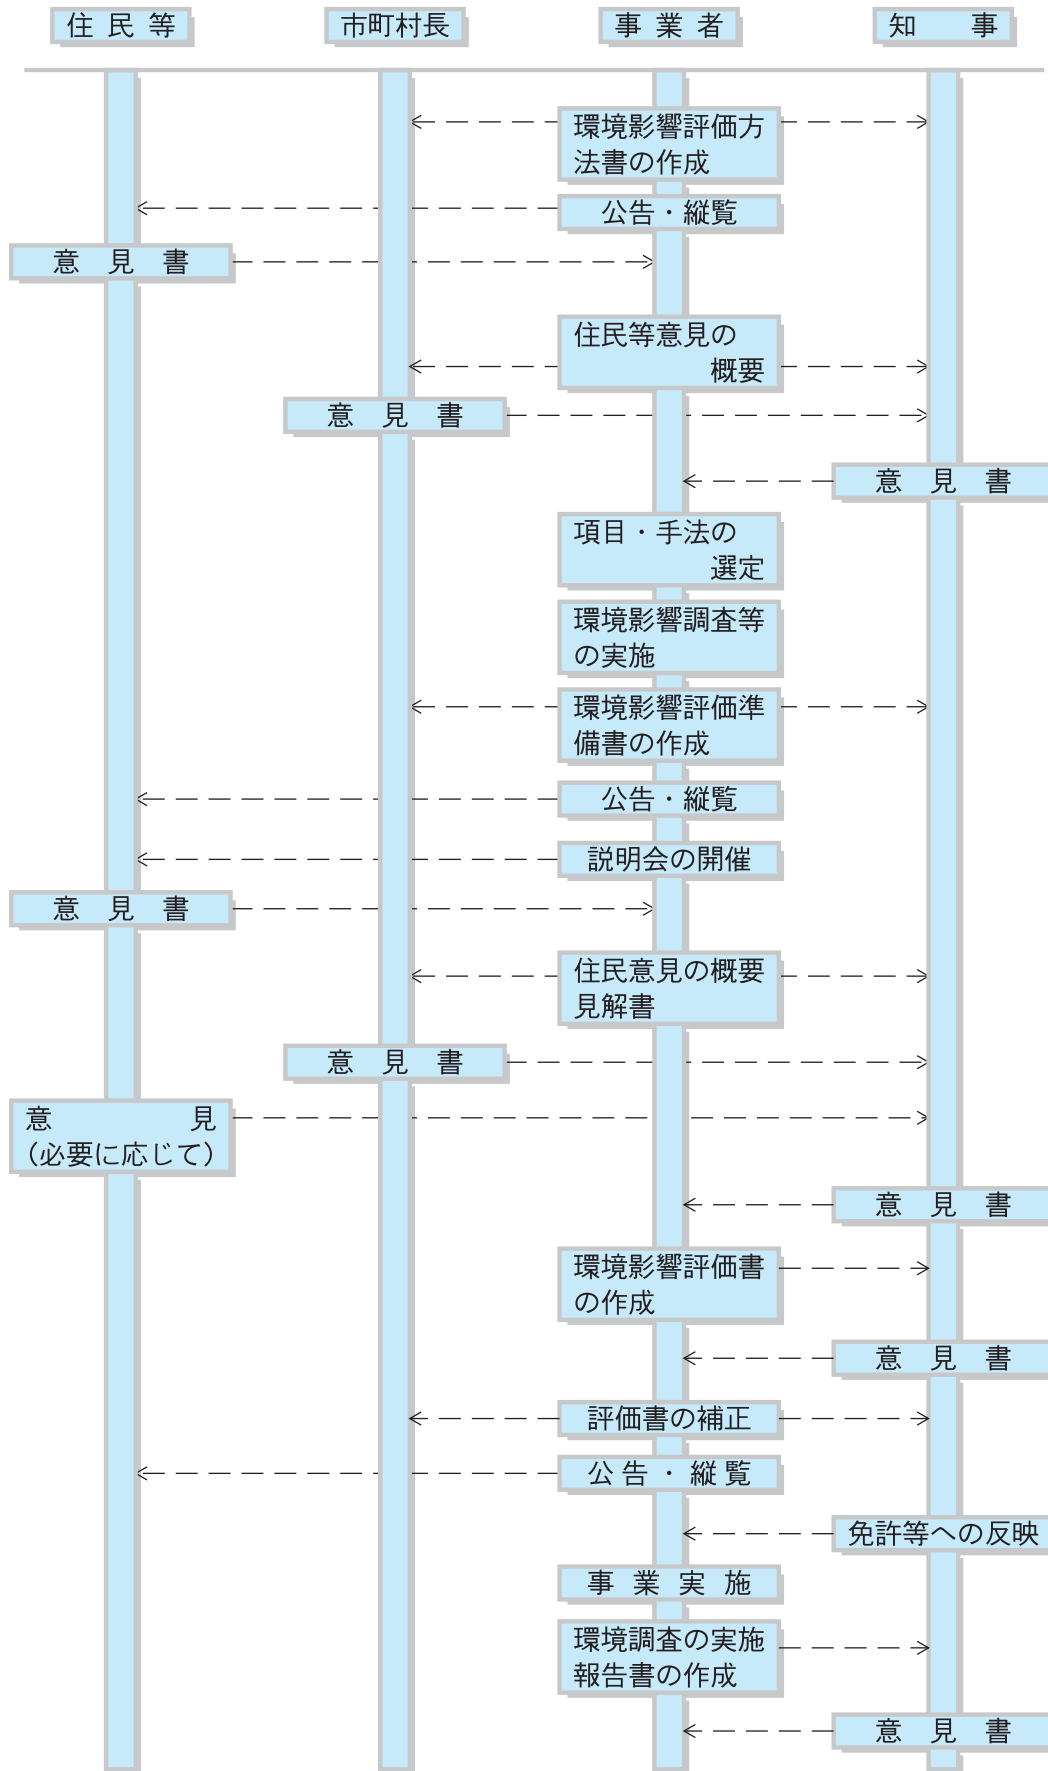 住民等
市町村長
事業者
知事
環境影響評価方
法書の作成
公告・縦覧
意見書
住民等意見の
概要
意見書
意見書
項目・手法の
選定
環境影響調査等
の実施
環境影響評価準
備書の作成
公告・縦覧
説明会の開催
意見書
住民意見の概要
見解書
意見書
意見
（必要に応じて）
意見書
環境影響評価書
の作成
意見書
評価書の補正
公告・縦覧
免許等への反映
事業実施
環境調査の実施
報告書の作成
意見書